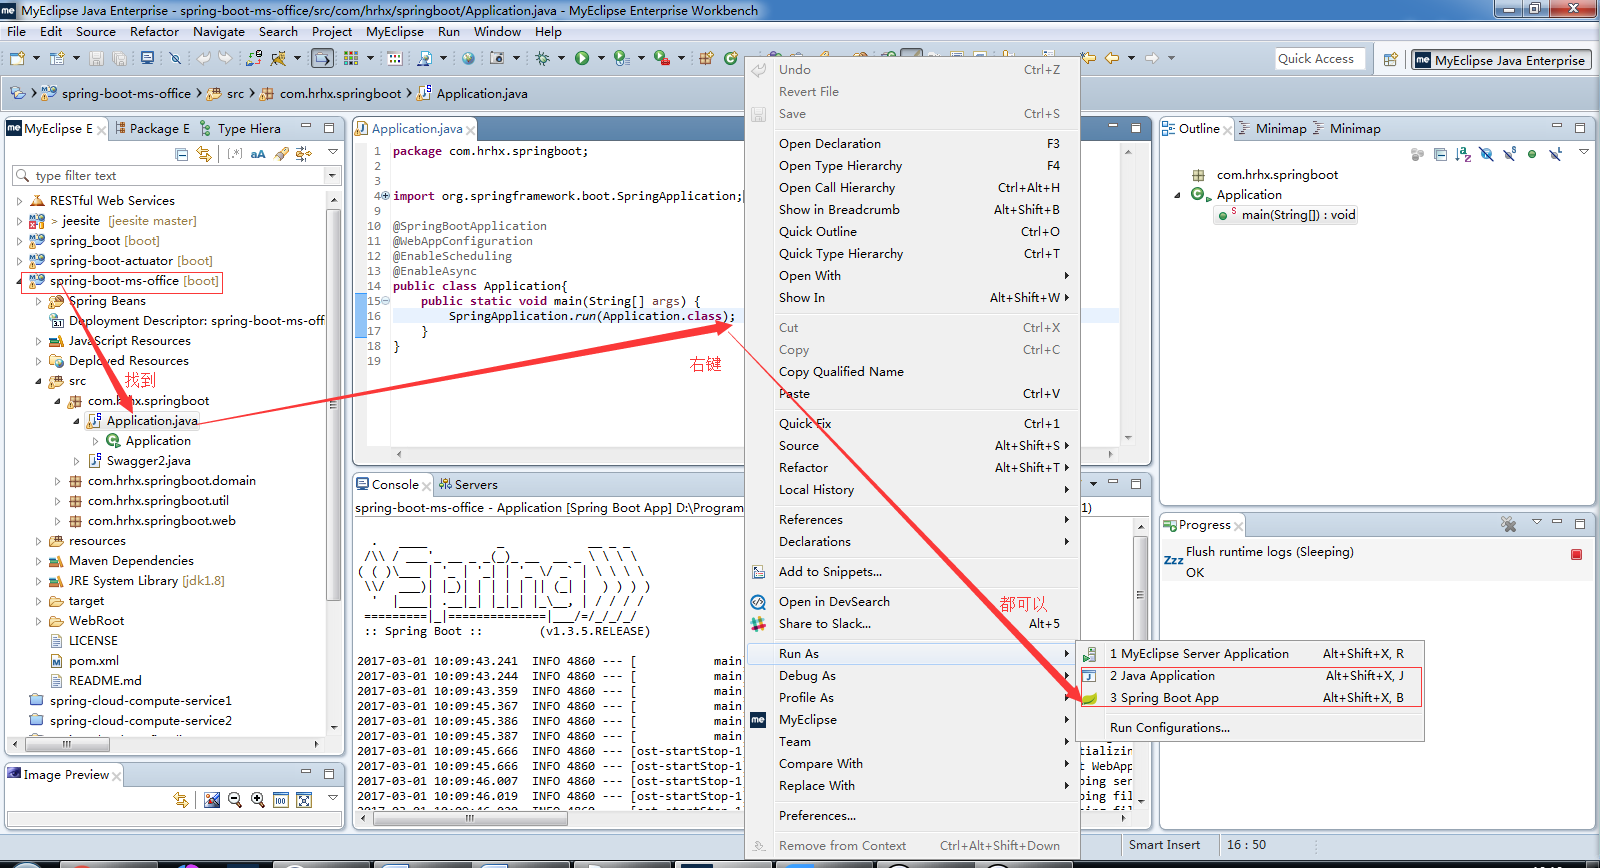 MyEclipse Java Enterprise - spring-boot-ms-office/src/com/hrhx/springboot/Application.java - MyEclipse Enterprise Workbench
File Edit Source Refactor Navigate Search Project MyEclipse Run Window Help
Quick Access
MyEclipse Java Enterprise
spring-boot-ms-office src com.hrhx.springboot Application.java
MyEclipse E Package E Type Hiera
type filter text
RESTful Web Services
> jeesite [jeesite master]
spring_boot [boot]
spring-boot-actuator [boot]
spring-boot-ms-office [boot]
Spring Beans
Deployment Descriptor: spring-boot-ms-off
JavaScript Resources
Deployed Resources
src
找到
com.hrhx.springboot
Application.java
Application
Swagger2.java
com.hrhx.springboot.domain
com.hrhx.springboot.util
com.hrhx.springboot.web
resources
Maven Dependencies
JRE System Library [jdk1.8]
target
WebRoot
LICENSE
pom.xml
README.md
spring-cloud-compute-service1
spring-cloud-compute-service2
Image Preview
Application.java
1 package com.hrhx.springboot;
2
3
4 import org.springframework.boot.SpringApplication;
9
10 @SpringBootApplication
11 @WebAppConfiguration
12 @EnableScheduling
13 @EnableAsync
14 public class Application{
15 public static void main(String[] args) {
16 SpringApplication.run(Application.class);
17 }
18 }
19
右键
Console Servers
spring-boot-ms-office - Application [Spring Boot App] D:\Program
1)
:: Spring Boot :: (v1.3.5.RELEASE)
2017-03-01 10:09:43.241 INFO 4860 --- [ main]
2017-03-01 10:09:43.244 INFO 4860 --- [ main]
2017-03-01 10:09:43.359 INFO 4860 --- [ main]
2017-03-01 10:09:45.367 INFO 4860 --- [ main]
2017-03-01 10:09:45.386 INFO 4860 --- [ main]
2017-03-01 10:09:45.387 INFO 4860 --- [ main]
2017-03-01 10:09:45.666 INFO 4860 --- [ost-startStop-1]
2017-03-01 10:09:45.666 INFO 4860 --- [ost-startStop-1]
2017-03-01 10:09:46.007 INFO 4860 --- [ost-startStop-1]
2017-03-01 10:09:46.019 INFO 4860 --- [ost-startStop-1]
Undo Ctrl+Z
Revert File
Save Ctrl+S
Open Declaration F3
Open Type Hierarchy F4
Open Call Hierarchy Ctrl+Alt+H
Show in Breadcrumb Alt+Shift+B
Quick Outline Ctrl+O
Quick Type Hierarchy Ctrl+T
Open With
Show In Alt+Shift+W
Cut Ctrl+X
Copy Ctrl+C
Copy Qualified Name
Paste Ctrl+V
Quick Fix Ctrl+1
Source Alt+Shift+S
Refactor Alt+Shift+T
Local History
References
Declarations
Add to Snippets...
Open in DevSearch
都可以
Share to Slack... Alt+5
Run As
Debug As
Profile As
MyEclipse
Team
Compare With
Replace With
Preferences...
Remove from Context Ctrl+Alt+Shift+Down
1 MyEclipse Server Application Alt+Shift+X, R
2 Java Application Alt+Shift+X, J
3 Spring Boot App Alt+Shift+X, B
Run Configurations...
tializin
t WebApp
ping ser
ping fil
Outline Minimap Minimap
com.hrhx.springboot
Application
main(String[]) : void
Progress
Flush runtime logs (Sleeping)
OK
Smart Insert 16 : 50